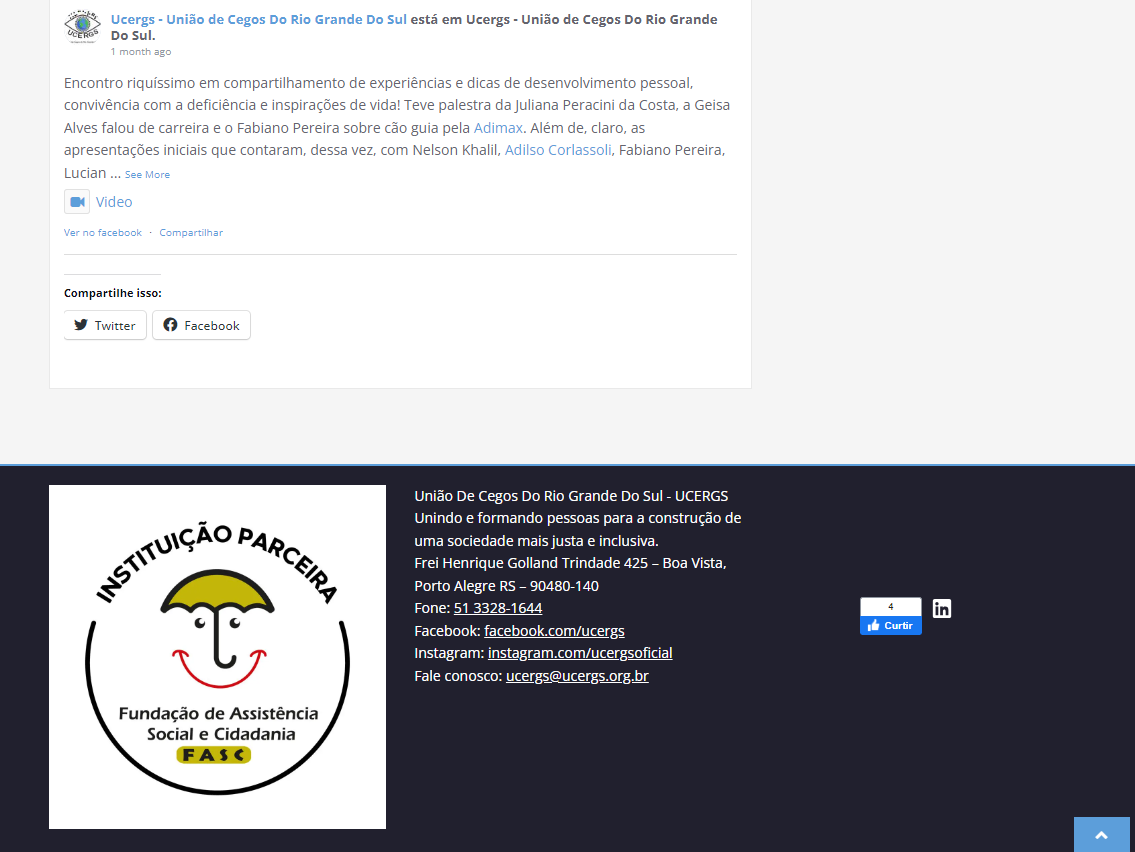 Ucergs - União de Cegos Do Rio Grande Do Sul está em Ucergs - União de Cegos Do Rio Grande
Do Sul.
1 month ago
Encontro riquíssimo em compartilhamento de experiências e dicas de desenvolvimento pessoal,
convivência com a deficiência e inspirações de vida! Teve palestra da Juliana Peracini da Costa, a Geisa
Alves falou de carreira e o Fabiano Pereira sobre cão guia pela Adimax. Além de, claro, as
apresentações iniciais que contaram, dessa vez, com Nelson Khalil, Adilso Corlassoli, Fabiano Pereira,
Lucian ... See More
Video
Ver no facebook · Compartilhar
Compartilhe isso:
Twitter
Facebook
INSTITUIÇÃO PARCEIRA
Fundação de Assistência
Social e Cidadania
FASC
União De Cegos Do Rio Grande Do Sul - UCERGS
Unindo e formando pessoas para a construção de
uma sociedade mais justa e inclusiva.
Frei Henrique Golland Trindade 425 – Boa Vista,
Porto Alegre RS – 90480-140
Fone: 51 3328-1644
Facebook: facebook.com/ucergs
Instagram: instagram.com/ucergsoficial
Fale conosco: ucergs@ucergs.org.br
4
Curtir
in